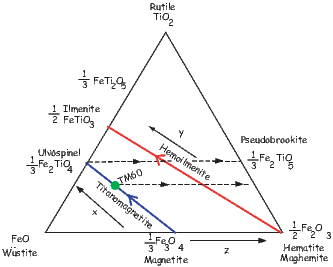 Rutile
TiO2
1/3 FeTi2O5
1/2 Ilmenite
FeTiO3
y
Hemoilmenite
Ulvöspinel
1/3 Fe2TiO4
Pseudobrookite
1/3 Fe2TiO5
TM60
Titanomagnetite
x
FeO
Wüstite
1/3 Fe3O4
Magnetite
z
1/2 Fe2O3
Hematite
Maghemite